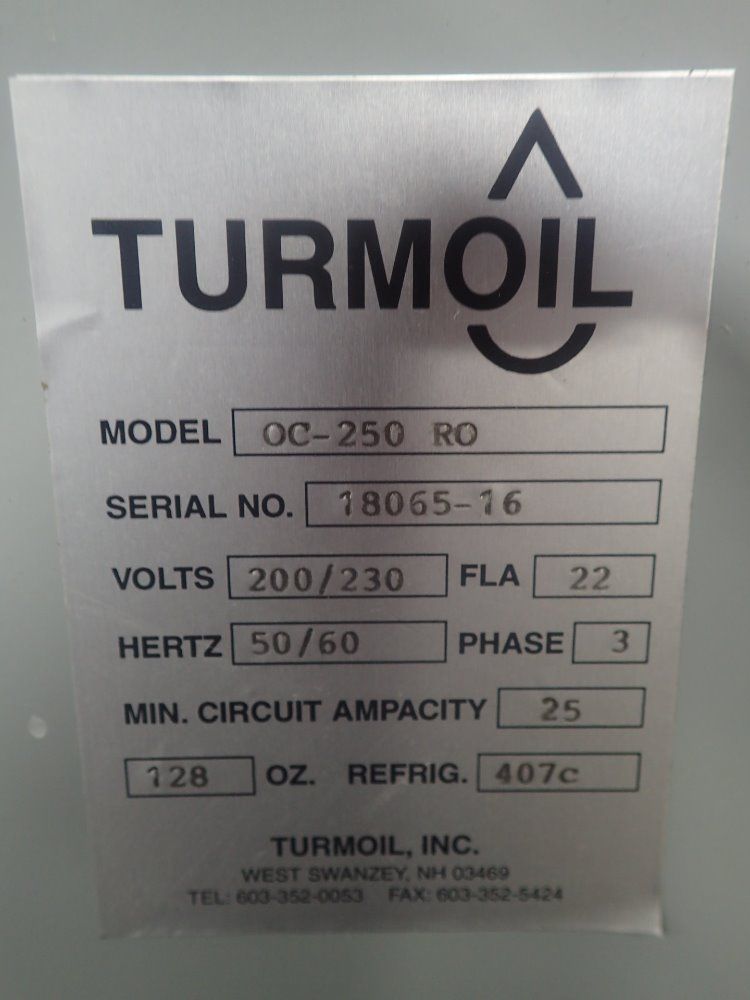 TURMOIL
MODEL OC-250 RO
SERIAL NO. 18065-16
VOLTS 200/230 FLA 22
HERTZ 50/60 PHASE 3
MIN. CIRCUIT AMPACITY 25
128 OZ. REFRIG. 407c
TURMOIL, INC.
WEST SWANZEY, NH 03469
TEL: 603-352-0053 FAX: 603-352-5424